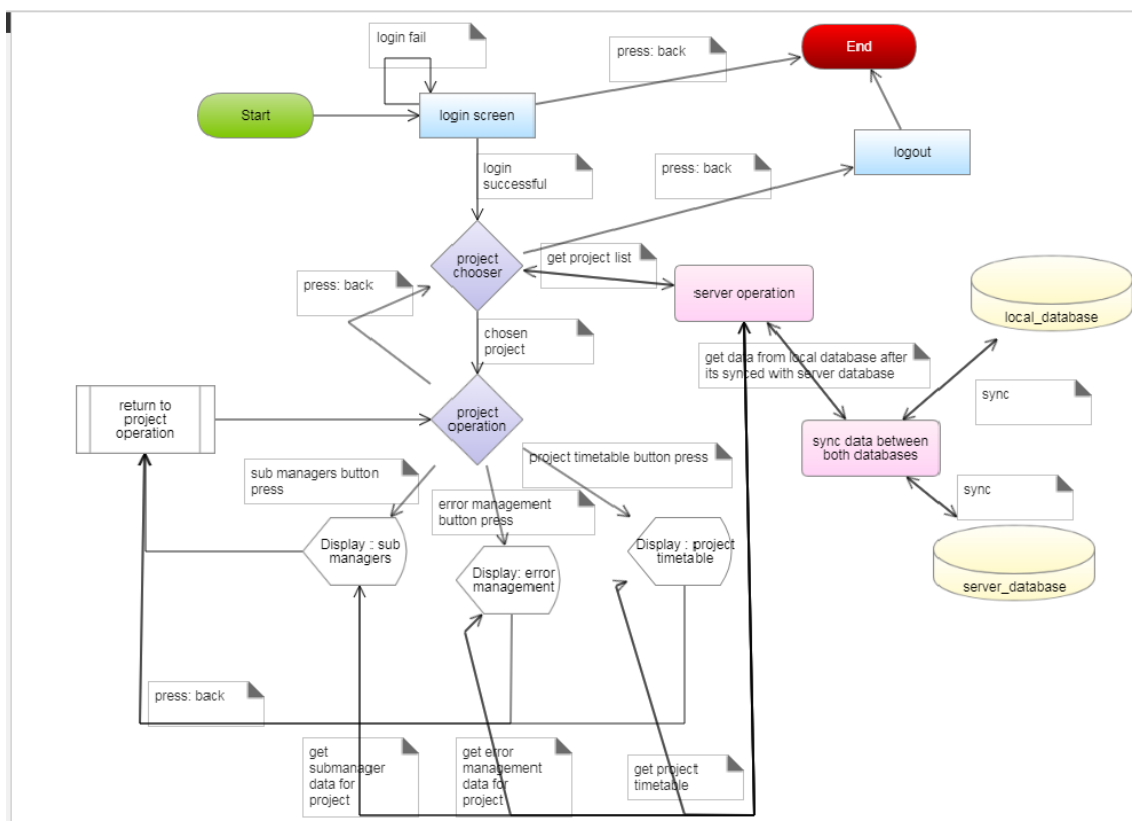 login fail
press: back
End
Start
login screen
logout
login
successful
press: back
project
chooser
get project list
server operation
press: back
local_database
chosen
project
get data from local database after
its synced with server database
sync
return to
project
operation
project
operation
sync data between
both databases
sub managers button
press
project timetable button press
error management
button press
sync
Display : sub
managers
Display: error
management
Display : project
timetable
server_database
press: back
get
submanager
data for
project
get error
management
data for
project
get project
timetable